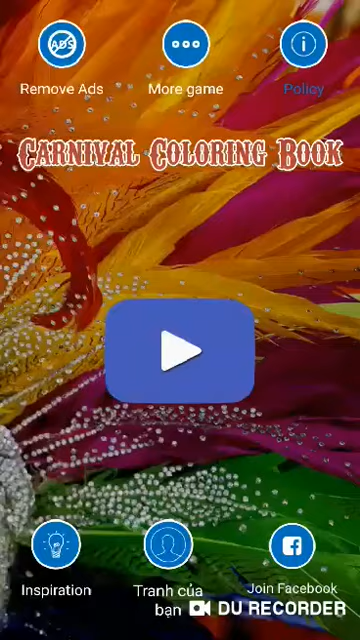 ADS
Remove Ads
More game
Policy
CARNIVAL COLORING BOOK
Inspiration
Tranh của
bạn
Join Facebook
DU RECORDER